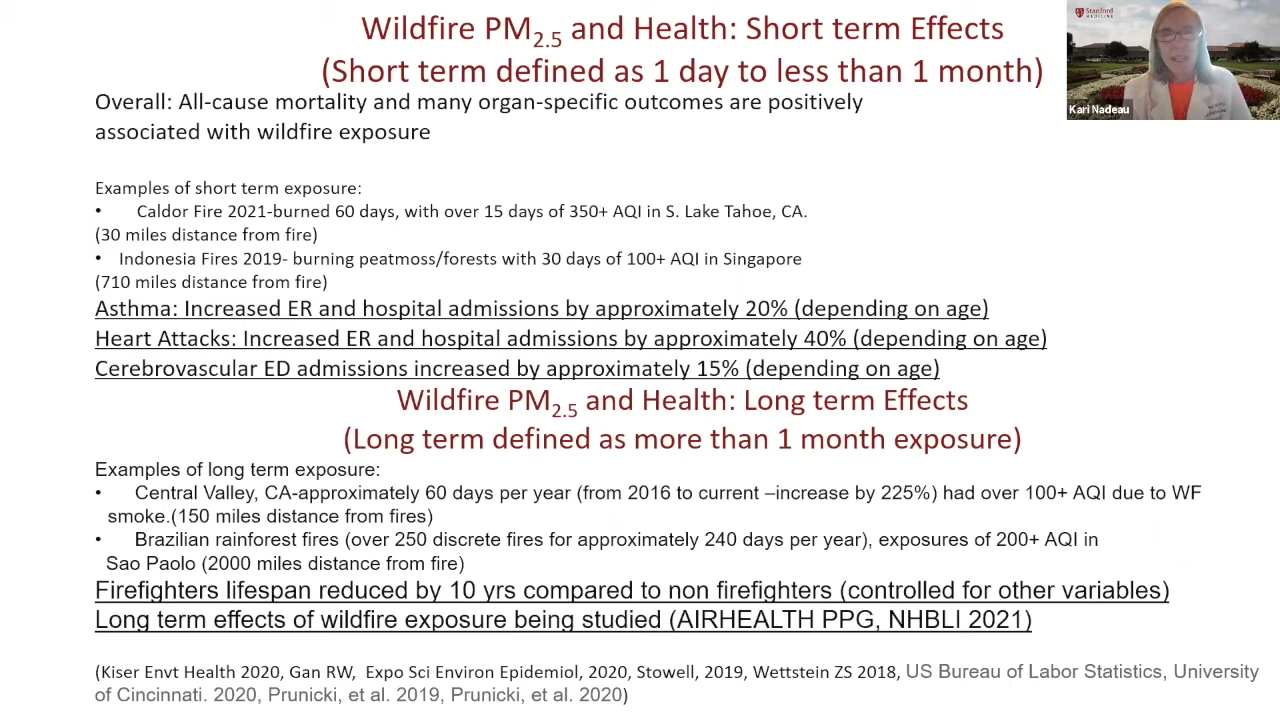 Wildfire PM2.5 and Health: Short term Effects
(Short term defined as 1 day to less than 1 month)
Stanford
MEDICINE
Kari Nadeau
Overall: All-cause mortality and many organ-specific outcomes are positively
associated with wildfire exposure
Examples of short term exposure:
• Caldor Fire 2021-burned 60 days, with over 15 days of 350+ AQI in S. Lake Tahoe, CA.
(30 miles distance from fire)
• Indonesia Fires 2019- burning peatmoss/forests with 30 days of 100+ AQI in Singapore
(710 miles distance from fire)
Asthma: Increased ER and hospital admissions by approximately 20% (depending on age)
Heart Attacks: Increased ER and hospital admissions by approximately 40% (depending on age)
Cerebrovascular ED admissions increased by approximately 15% (depending on age)
Wildfire PM2.5 and Health: Long term Effects
(Long term defined as more than 1 month exposure)
Examples of long term exposure:
• Central Valley, CA-approximately 60 days per year (from 2016 to current –increase by 225%) had over 100+ AQI due to WF
smoke.(150 miles distance from fires)
• Brazilian rainforest fires (over 250 discrete fires for approximately 240 days per year), exposures of 200+ AQI in
Sao Paolo (2000 miles distance from fire)
Firefighters lifespan reduced by 10 yrs compared to non firefighters (controlled for other variables)
Long term effects of wildfire exposure being studied (AIRHEALTH PPG, NHBLI 2021)
(Kiser Envt Health 2020, Gan RW, Expo Sci Environ Epidemiol, 2020, Stowell, 2019, Wettstein ZS 2018, US Bureau of Labor Statistics, University
of Cincinnati. 2020, Prunicki, et al. 2019, Prunicki, et al. 2020)